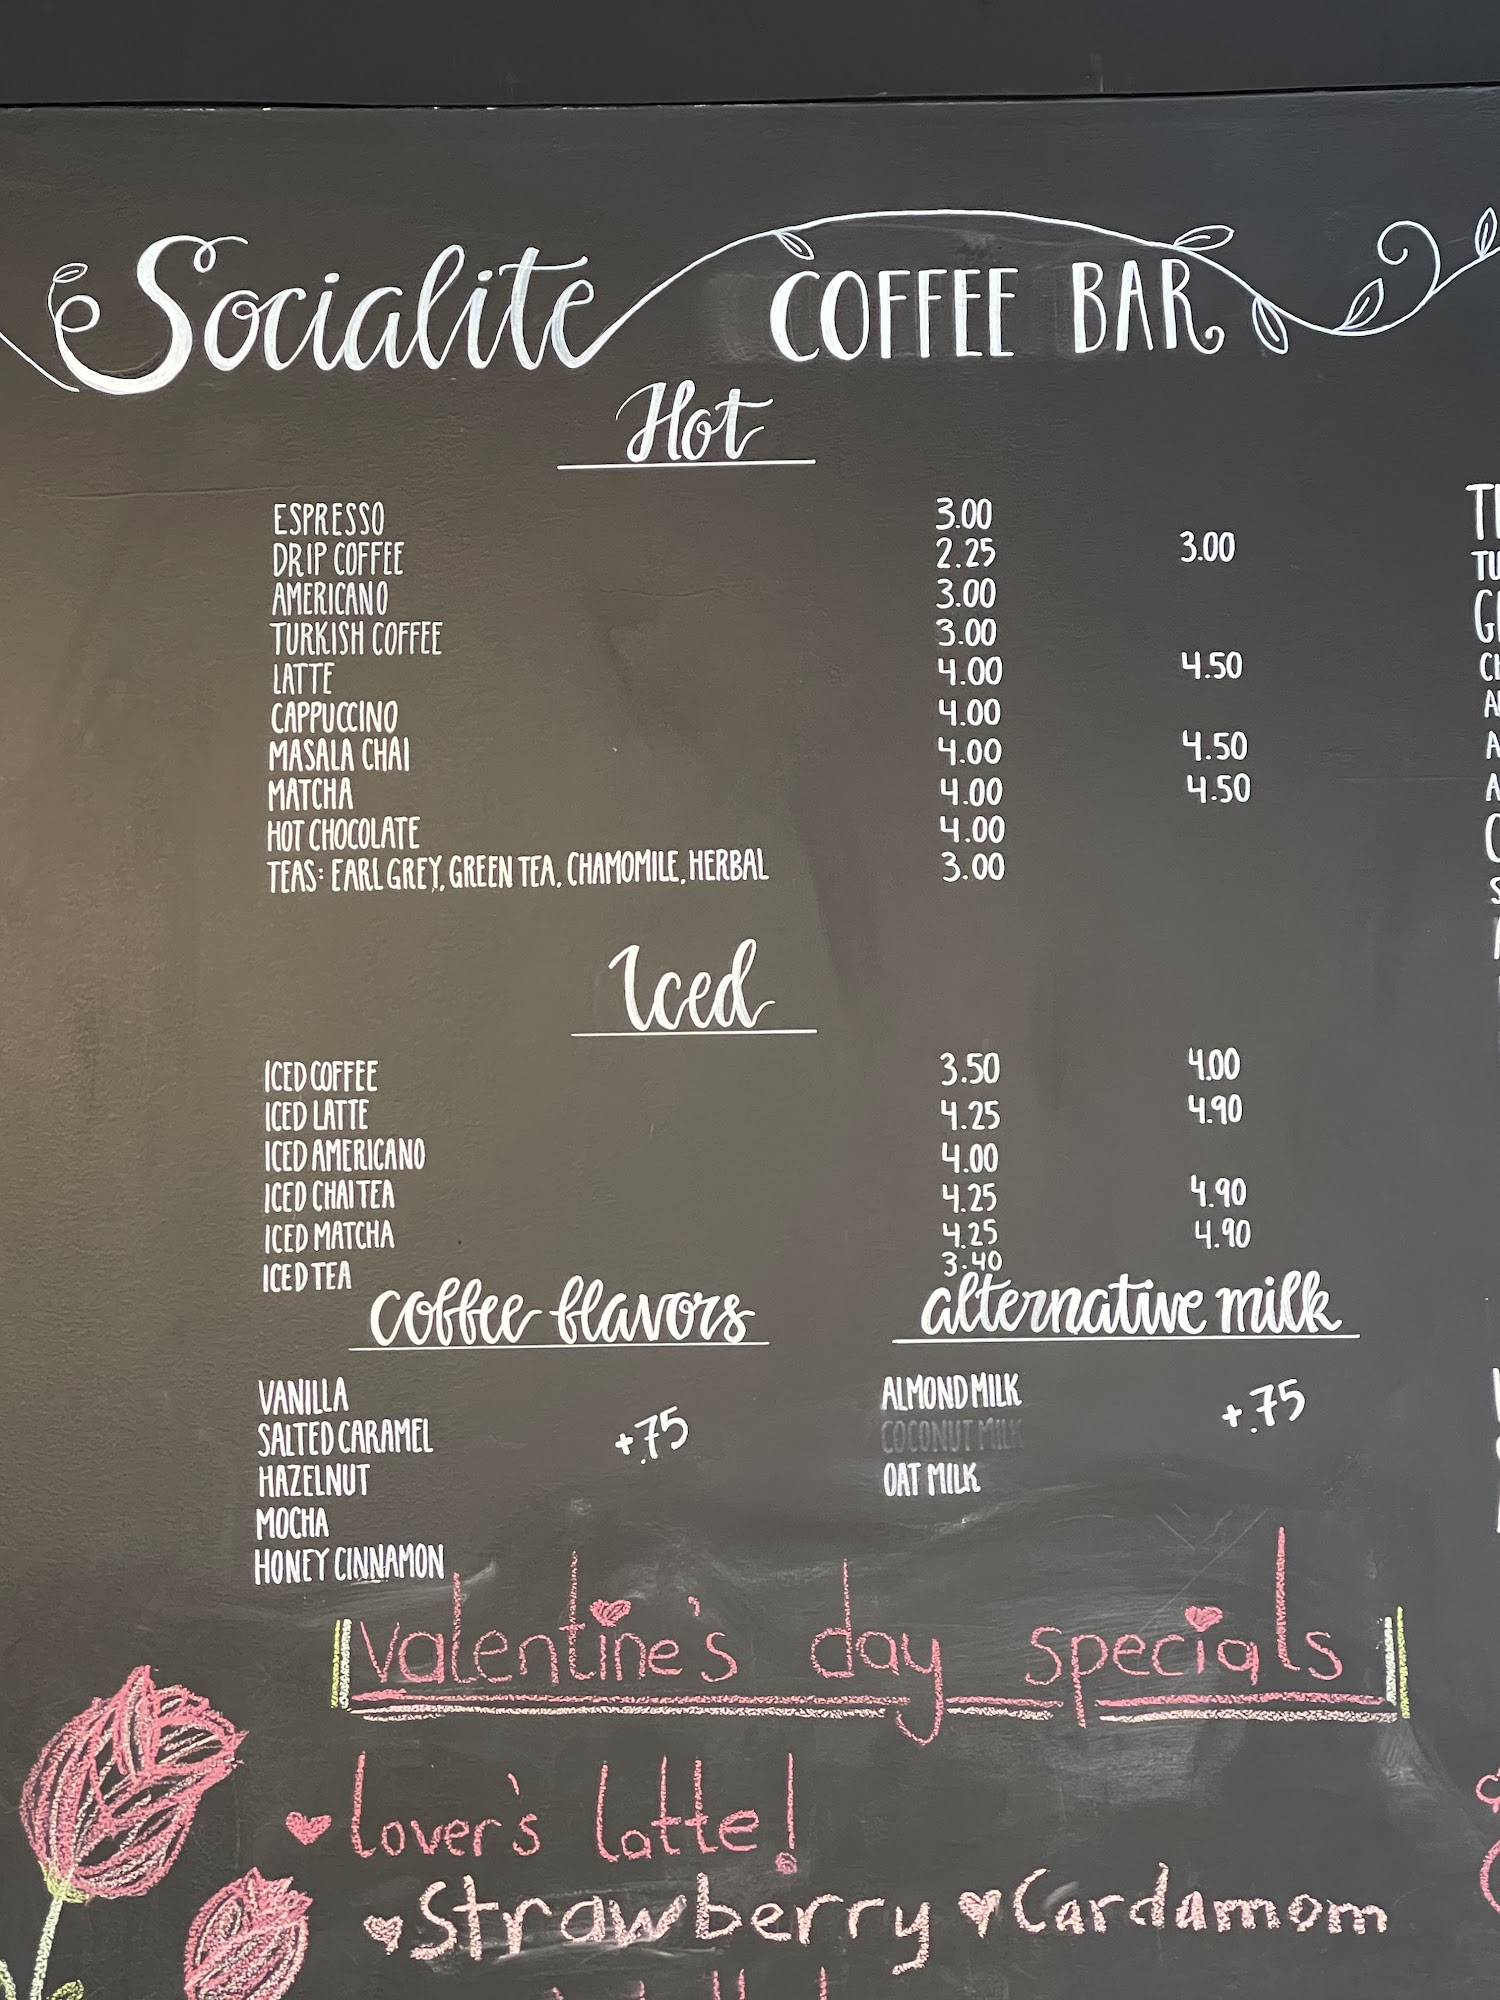 Socialite COFFEE BAR
Hot
ESPRESSO 3.00
DRIP COFFEE 2.25 3.00
AMERICANO 3.00
TURKISH COFFEE 3.00
LATTE 4.00 4.50
CAPPUCCINO 4.00
MASALA CHAI 4.00 4.50
MATCHA 4.00 4.50
HOT CHOCOLATE 4.00
TEAS: EARL GREY, GREEN TEA, CHAMOMILE, HERBAL 3.00
Iced
ICED COFFEE 3.50 4.00
ICED LATTE 4.25 4.90
ICED AMERICANO 4.00
ICED CHAI TEA 4.25 4.90
ICED MATCHA 4.25 4.90
ICED TEA 3.40
coffee flavors
VANILLA
SALTED CARAMEL +.75
HAZELNUT
MOCHA
HONEY CINNAMON
alternative milk
ALMOND MILK +.75
COCONUT MILK
OAT MILK
valentine's day specials
lover's latte!
Strawberry Cardamom